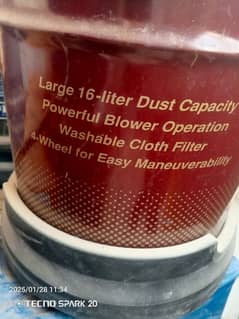 Large 16-liter Dust Capacity
Powerful Blower Operation
Washable Cloth Filter
4-Wheel for Easy Maneuverability
2025/01/28 11:34
TECNO SPARK 20